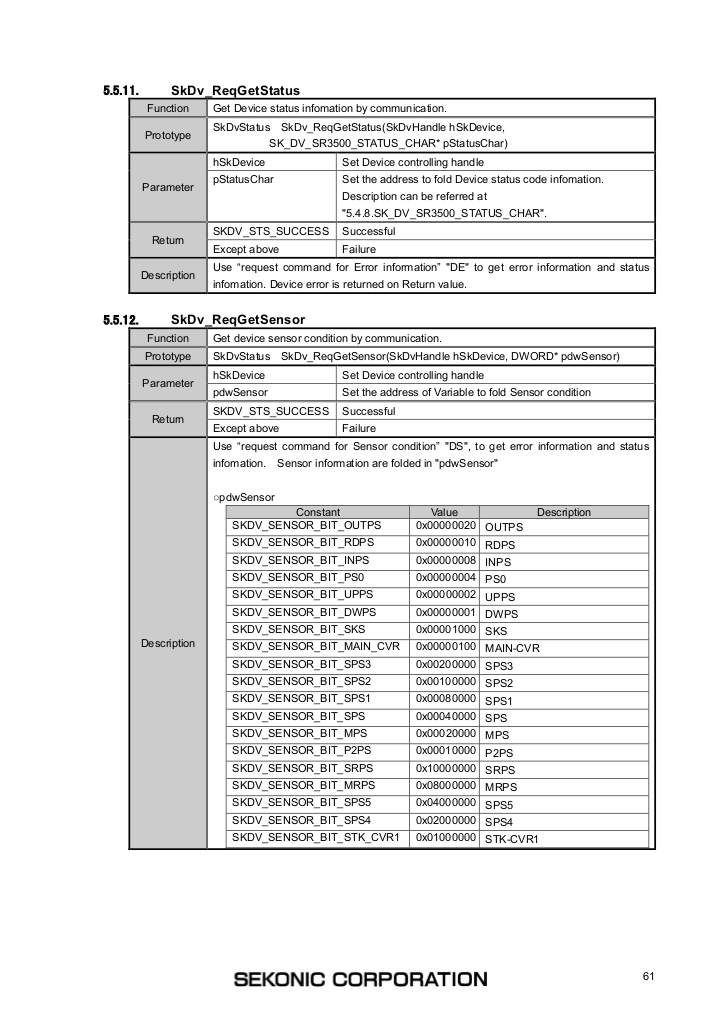 5.5.11. SkDv_ReqGetStatus
Function Get Device status infomation by communication.
Prototype SkDvStatus SkDv_ReqGetStatus(SkDvHandle hSkDevice,
SK_DV_SR3500_STATUS_CHAR* pStatusChar)
Parameter hSkDevice Set Device controlling handle
pStatusChar Set the address to fold Device status code infomation.
Description can be referred at
"5.4.8.SK_DV_SR3500_STATUS_CHAR".
Return SKDV_STS_SUCCESS Successful
Except above Failure
Description Use “request command for Error information” "DE" to get error information and status
infomation. Device error is returned on Return value.
5.5.12. SkDv_ReqGetSensor
Function Get device sensor condition by communication.
Prototype SkDvStatus SkDv_ReqGetSensor(SkDvHandle hSkDevice, DWORD* pdwSensor)
Parameter hSkDevice Set Device controlling handle
pdwSensor Set the address of Variable to fold Sensor condition
Return SKDV_STS_SUCCESS Successful
Except above Failure
Description Use “request command for Sensor condition” "DS", to get error information and status
infomation. Sensor information are folded in "pdwSensor"
○pdwSensor
Constant Value Description
SKDV_SENSOR_BIT_OUTPS 0x00000020 OUTPS
SKDV_SENSOR_BIT_RDPS 0x00000010 RDPS
SKDV_SENSOR_BIT_INPS 0x00000008 INPS
SKDV_SENSOR_BIT_PS0 0x00000004 PS0
SKDV_SENSOR_BIT_UPPS 0x00000002 UPPS
SKDV_SENSOR_BIT_DWPS 0x00000001 DWPS
SKDV_SENSOR_BIT_SKS 0x00001000 SKS
SKDV_SENSOR_BIT_MAIN_CVR 0x00000100 MAIN-CVR
SKDV_SENSOR_BIT_SPS3 0x00200000 SPS3
SKDV_SENSOR_BIT_SPS2 0x00100000 SPS2
SKDV_SENSOR_BIT_SPS1 0x00080000 SPS1
SKDV_SENSOR_BIT_SPS 0x00040000 SPS
SKDV_SENSOR_BIT_MPS 0x00020000 MPS
SKDV_SENSOR_BIT_P2PS 0x00010000 P2PS
SKDV_SENSOR_BIT_SRPS 0x10000000 SRPS
SKDV_SENSOR_BIT_MRPS 0x08000000 MRPS
SKDV_SENSOR_BIT_SPS5 0x04000000 SPS5
SKDV_SENSOR_BIT_SPS4 0x02000000 SPS4
SKDV_SENSOR_BIT_STK_CVR1 0x01000000 STK-CVR1
SEKONIC CORPORATION 61